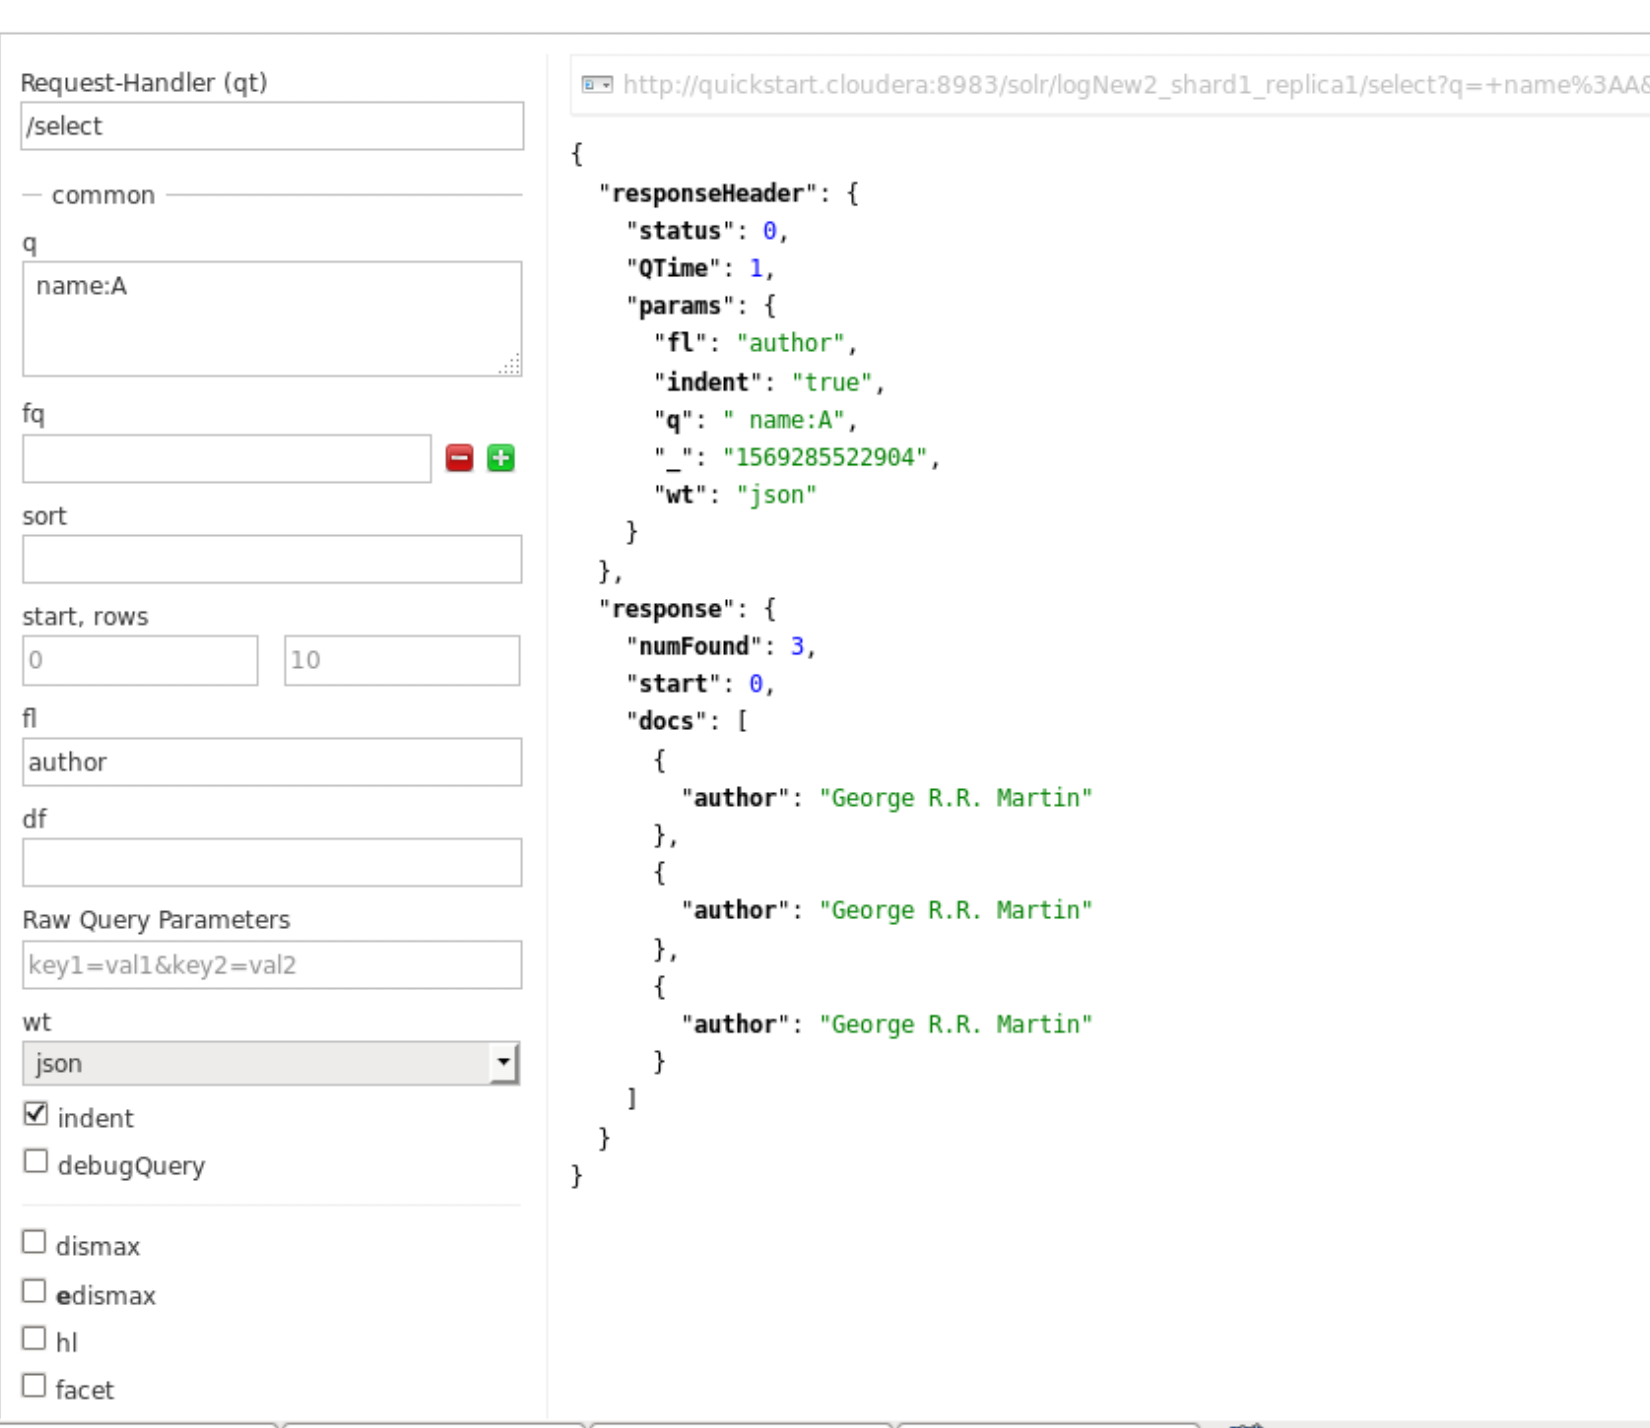 Request-Handler (qt)
/select
common
q
name:A
fq
sort
start, rows
0 10
fl
author
df
Raw Query Parameters
key1=val1&key2=val2
wt
json
indent
debugQuery
dismax
edismax
hl
facet
http://quickstart.cloudera:8983/solr/logNew2_shard1_replica1/select?q=+name%3AA&
{
"responseHeader": {
"status": 0,
"QTime": 1,
"params": {
"fl": "author",
"indent": "true",
"q": " name:A",
"_": "1569285522904",
"wt": "json"
}
},
"response": {
"numFound": 3,
"start": 0,
"docs": [
{
"author": "George R.R. Martin"
},
{
"author": "George R.R. Martin"
},
{
"author": "George R.R. Martin"
}
]
}
}